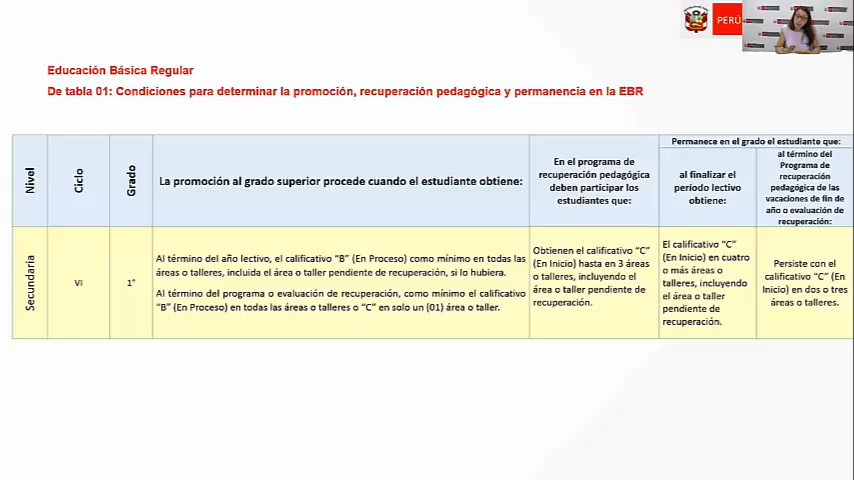 PERÚ
Educación Básica Regular
De tabla 01: Condiciones para determinar la promoción, recuperación pedagógica y permanencia en la EBR
Nivel
Ciclo
Grado
La promoción al grado superior procede cuando el estudiante obtiene:
En el programa de
recuperación pedagógica
deben participar los
estudiantes que:
Permanece en el grado el estudiante que:
al finalizar el
período lectivo
obtiene:
al término del
Programa de
recuperación
pedagógica de las
vacaciones de fin de
año o evaluación de
recuperación:
Secundaria
VI
1°
Al término del año lectivo, el calificativo "B" (En Proceso) como mínimo en todas las
áreas o talleres, incluida el área o taller pendiente de recuperación, si lo hubiera.
Al término del programa o evaluación de recuperación, como mínimo el calificativo
"B" (En Proceso) en todas las áreas o talleres o "C" en solo un (01) área o taller.
Obtienen el calificativo "C"
(En Inicio) hasta en 3 áreas
o talleres, incluyendo el
área o taller pendiente de
recuperación.
El calificativo "C"
(En Inicio) en cuatro
o más áreas o
talleres, incluyendo
el área o taller
pendiente de
recuperación.
Persiste con el
calificativo "C" (En
Inicio) en dos o tres
áreas o talleres.